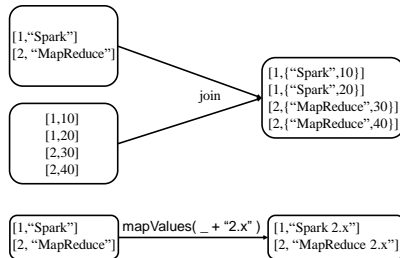 [1,“Spark”]
[2, “MapReduce”]
[1,10]
[1,20]
[2,30]
[2,40]
join
[1,{“Spark”,10}]
[1,{“Spark”,20}]
[2,{“MapReduce”,30}]
[2,{“MapReduce”,40}]
[1,“Spark”]
[2, “MapReduce”]
mapValues( _ + “2.x” )
[1,“Spark 2.x”]
[2, “MapReduce 2.x”]